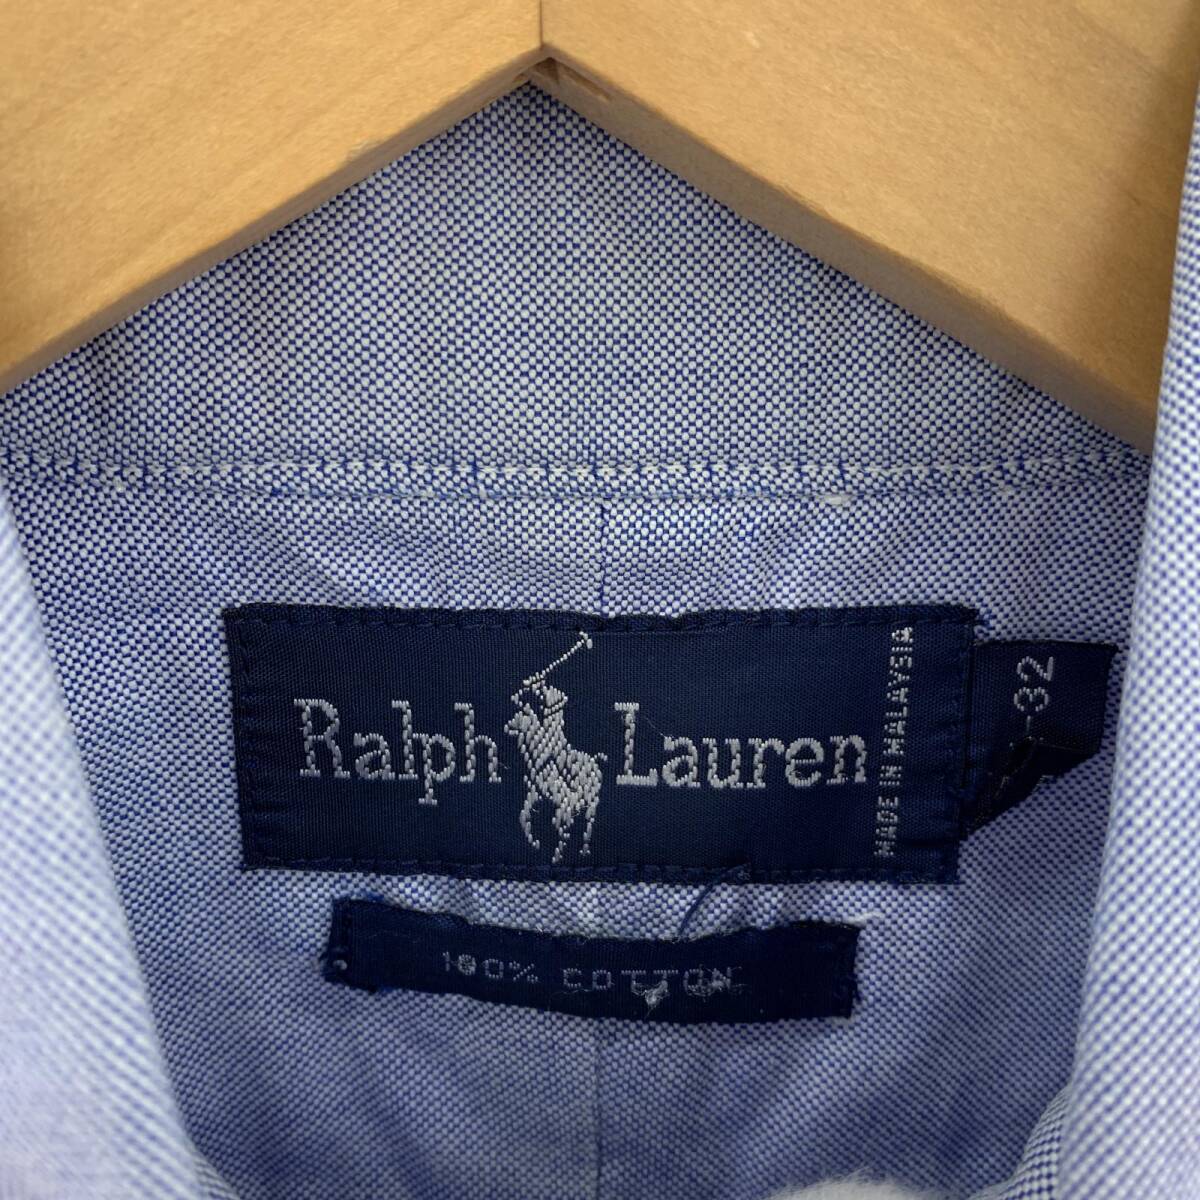 Ralph Lauren
MADE IN MALAYSIA
-32
100% COTTON